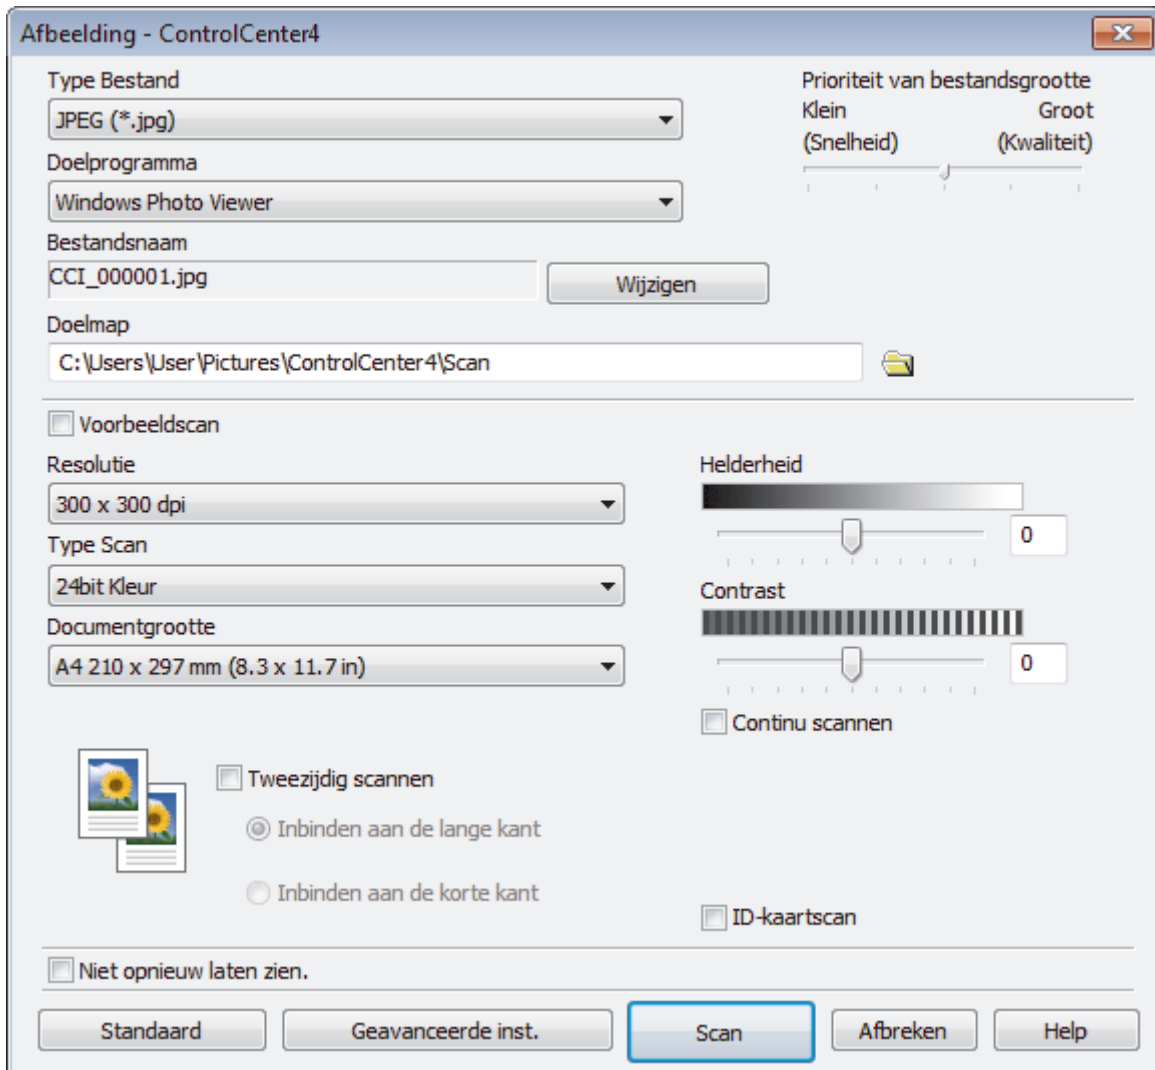 Afbeelding - ControlCenter4
Type Bestand
JPEG (*.jpg)
Prioriteit van bestandsgrootte
Klein Groot
(Snelheid) (Kwaliteit)
Doelprogramma
Windows Photo Viewer
Bestandsnaam
CCI_000001.jpg
Wijzigen
Doelmap
C:\Users\User\Pictures\ControlCenter4\Scan
Voorbeeldscan
Resolutie
300 x 300 dpi
Type Scan
24bit Kleur
Documentgrootte
A4 210 x 297 mm (8.3 x 11.7 in)
Helderheid
0
Contrast
0
Continu scannen
Tweezijdig scannen
Inbinden aan de lange kant
Inbinden aan de korte kant
ID-kaartscan
Niet opnieuw laten zien.
Standaard Geavanceerde inst. Scan Afbreken Help